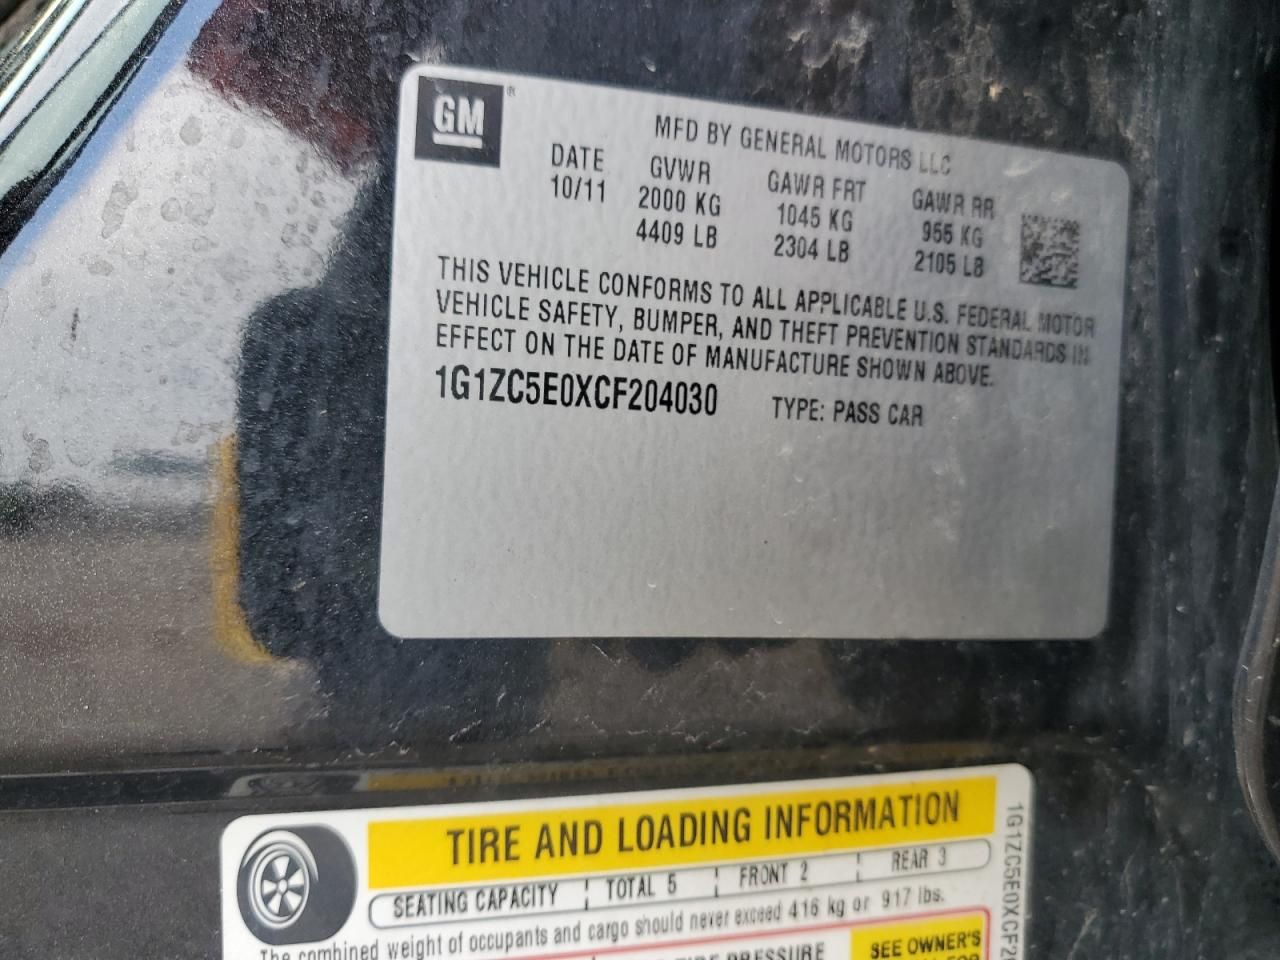 GM®
MFD BY GENERAL MOTORS LLC
DATE GVWR GAWR FRT GAWR RR
10/11 2000 KG 1045 KG 955 KG
4409 LB 2304 LB 2105 LB
THIS VEHICLE CONFORMS TO ALL APPLICABLE U.S. FEDERAL MOTOR
VEHICLE SAFETY, BUMPER, AND THEFT PREVENTION STANDARDS IN
EFFECT ON THE DATE OF MANUFACTURE SHOWN ABOVE.
1G1ZC5E0XCF204030 TYPE: PASS CAR
TIRE AND LOADING INFORMATION
SEATING CAPACITY TOTAL 5 FRONT 2 REAR 3
The combined weight of occupants and cargo should never exceed 416 kg or 917 lbs.
PRESSURE
SEE OWNER'S
1G1ZC5E0XCF20